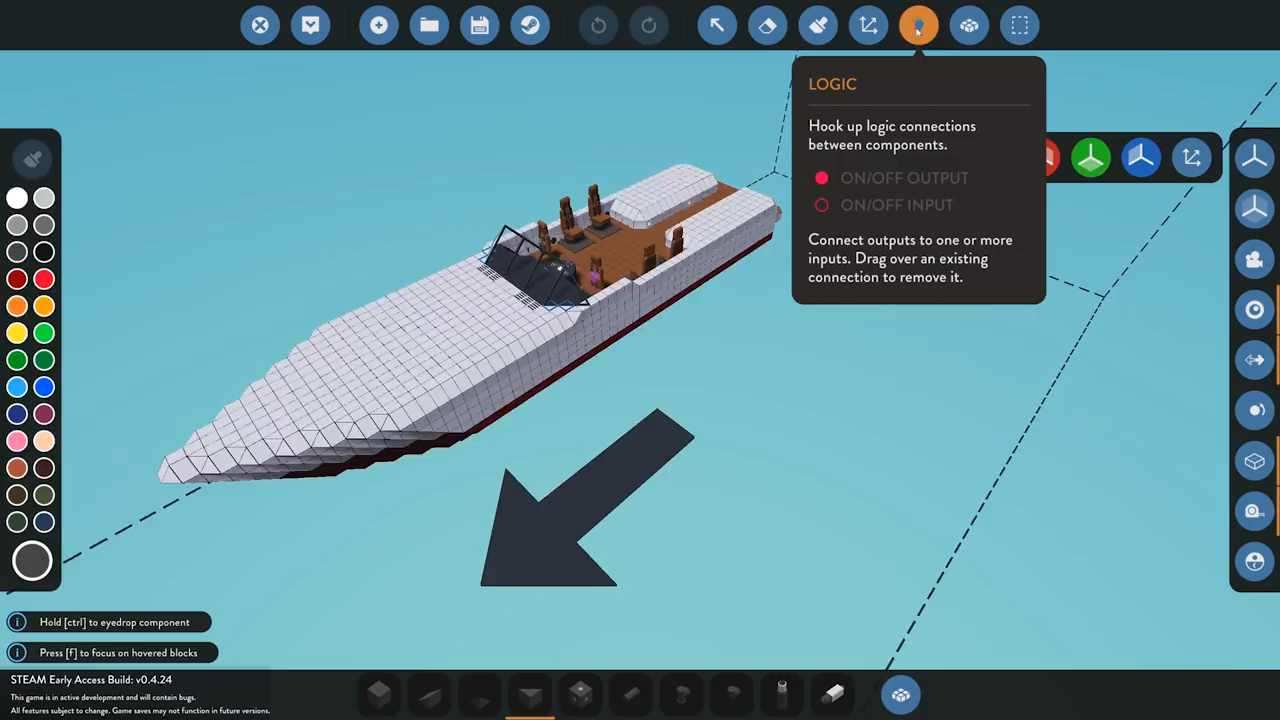 LOGIC
Hook up logic connections
between components.
ON/OFF OUTPUT
ON/OFF INPUT
Connect outputs to one or more
inputs. Drag over an existing
connection to remove it.
Hold [ctrl] to eyedrop component
Press [f] to focus on hovered blocks
STEAM Early Access Build: v0.4.24
This game is in active development and will contain bugs.
All features subject to change. Game saves may not function in future versions.